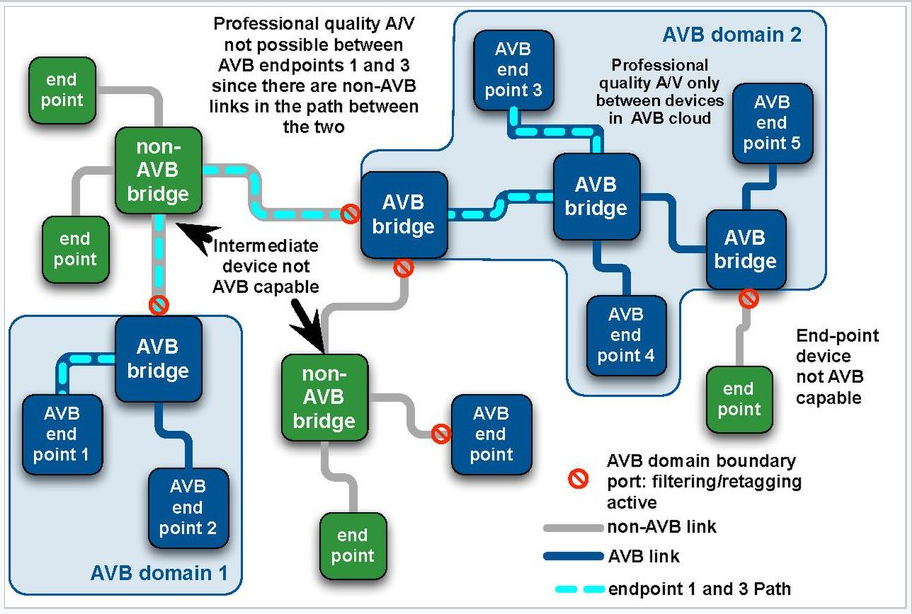 Professional quality A/V
not possible between
AVB endpoints 1 and 3
since there are non-AVB
links in the path between
the two
AVB domain 2
AVB
end
point 3
Professional
quality A/V only
between devices
in AVB cloud
AVB
end
point 5
end
point
non-
AVB
bridge
end
point
AVB
bridge
AVB
bridge
AVB
bridge
Intermediate
device not
AVB capable
AVB
end
point 4
AVB
bridge
AVB
end
point 1
AVB
end
point 2
AVB domain 1
non-
AVB
bridge
AVB
end
point
end
point
end
point
End-point
device
not AVB
capable
AVB domain boundary
port: filtering/retagging
active
non-AVB link
AVB link
endpoint 1 and 3 Path